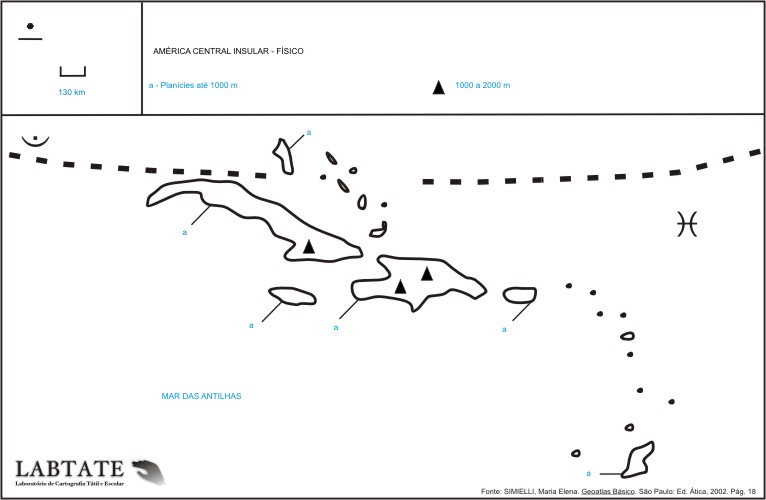 AMÉRICA CENTRAL INSULAR - FÍSICO
a - Planícies até 1000 m
1000 a 2000 m
130 km
a
a
a
a
a
MAR DAS ANTILHAS
a
LABTATE
Laboratório de Cartografia Tátil e Escolar
Fonte: SIMIELLI, Maria Elena. Geoatlas Básico. São Paulo: Ed. Ática, 2002. Pág. 18